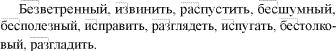 Безветренный, извинить, распустить, бесшумный,
бесполезный, исправить, разглядеть, испугать, бестолко-
вый, разгладить.